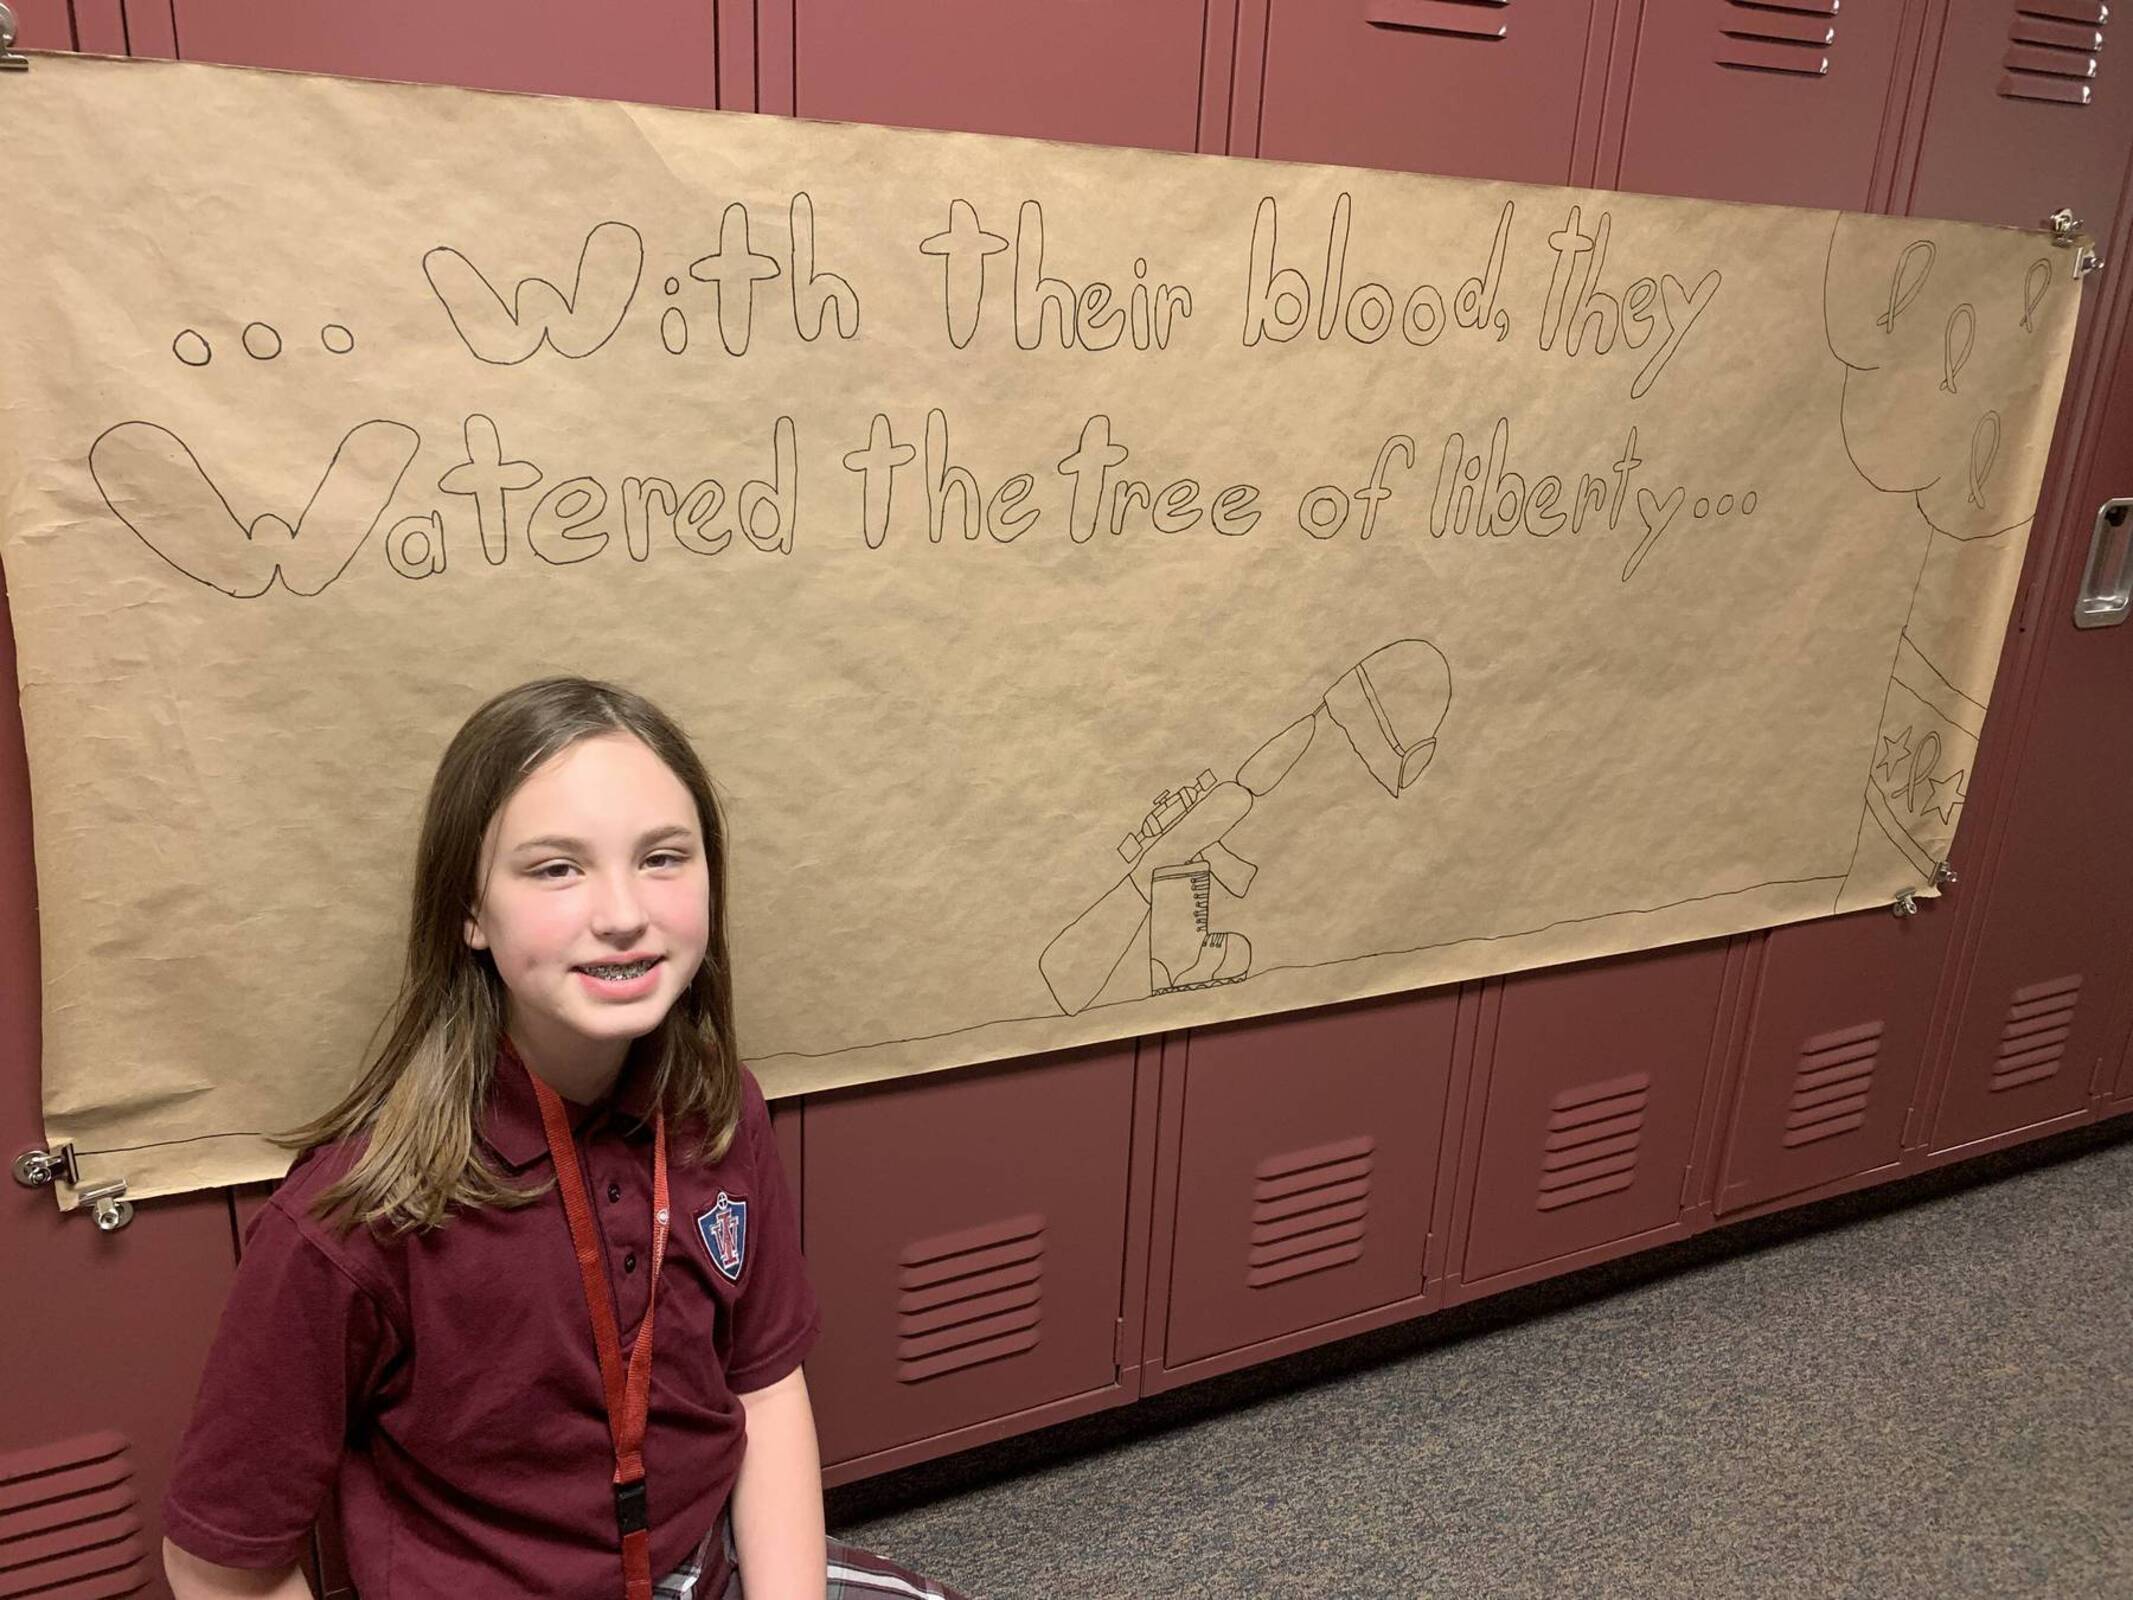 ... With their blood, they
Watered the tree of liberty...